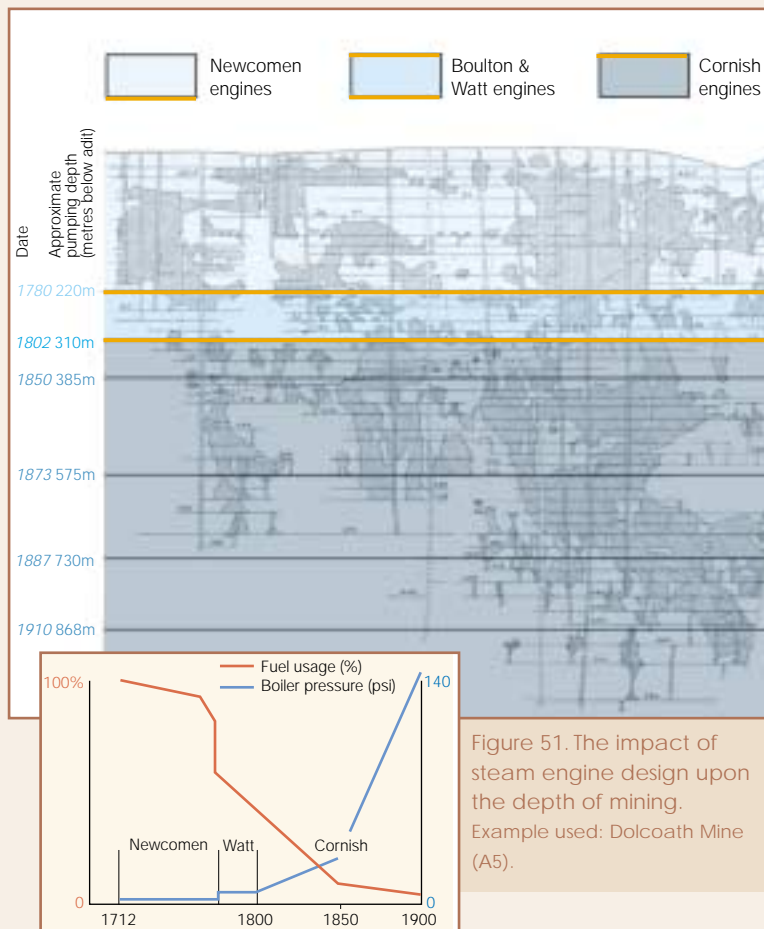 Newcomen
engines
Boulton &
Watt engines
Cornish
engines
Date
Approximate
pumping depth
(metres below adit)
1780 220m
1802 310m
1850 385m
1873 575m
1887 730m
1910 868m
Fuel usage (%)
Boiler pressure (psi)
100%
140
Newcomen
Watt
Cornish
0
0
1712
1800
1850
1900
Figure 51. The impact of
steam engine design upon
the depth of mining.
Example used: Dolcoath Mine
(A5).